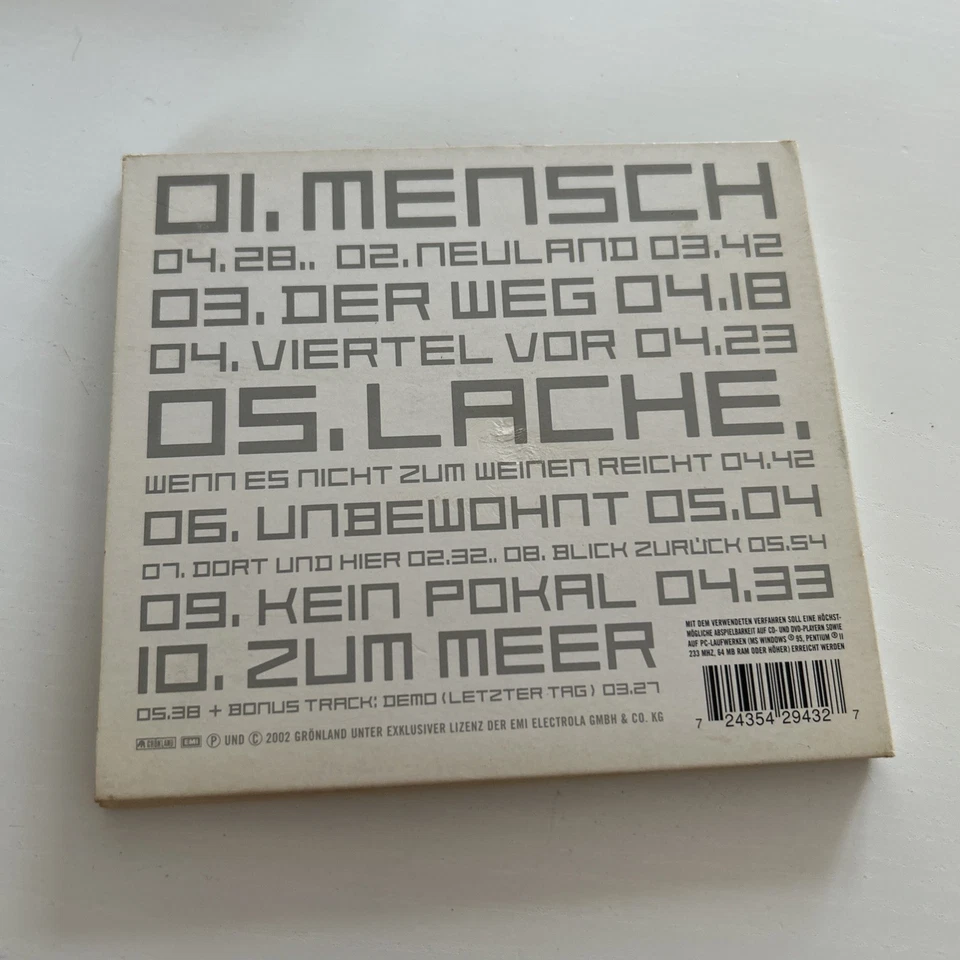 01. MENSCH
04.28.. 02. NEULAND 03.42
03. DER WEG 04.18
04. VIERTEL VOR 04.23
05. LACHE,
WENN ES NICHT ZUM WEINEN REICHT 04.42
06. UNBEWOHNT 05.04
07. DORT UND HIER 02.32.. 08. BLICK ZURÜCK 05.54
09. KEIN POKAL 04.33
10. ZUM MEER
05.38 + BONUS TRACK: DEMO (LETZTER TAG) 03.27
MIT DEM VERWENDETEN VERFAHREN SOLL EINE HÖCHST-
MÖGLICHE ABSPIELBARKEIT AUF CD- UND DVD-PLAYERN SOWIE
AUF PC-LAUFWERKEN (MS WINDOWS ® 95, PENTIUM ® II
233 MHZ, 64 MB RAM ODER HÖHER) ERREICHT WERDEN
7 24354 29432 7
GRÖNLAND EMI ℗ UND © 2002 GRÖNLAND UNTER EXKLUSIVER LIZENZ DER EMI ELECTROLA GMBH & CO. KG